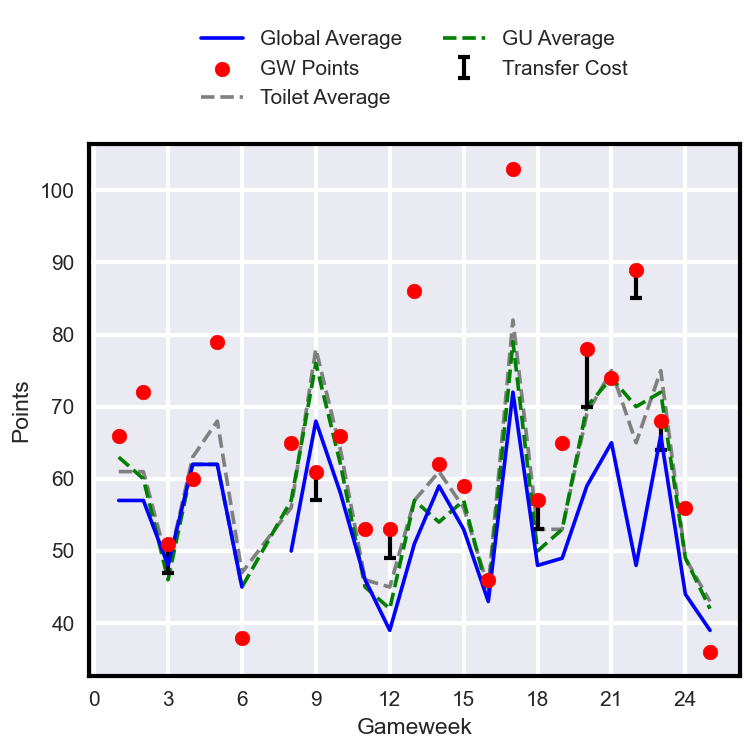 Global Average
GW Points
Toilet Average
GU Average
Transfer Cost
Points
100
90
80
70
60
50
40
0 3 6 9 12 15 18 21 24
Gameweek